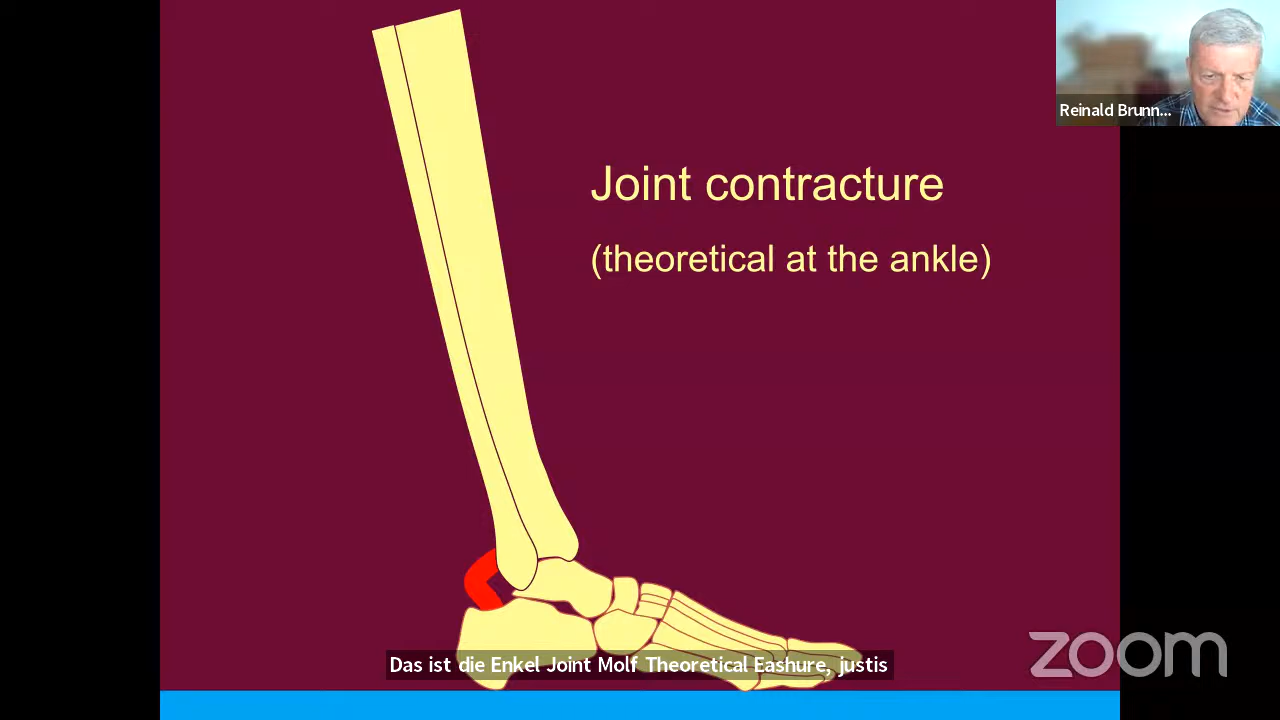 Reinald Brunn...
Joint contracture
(theoretical at the ankle)
zoom
Das ist die Enkel Joint Molf Theoretical Eashure, justis